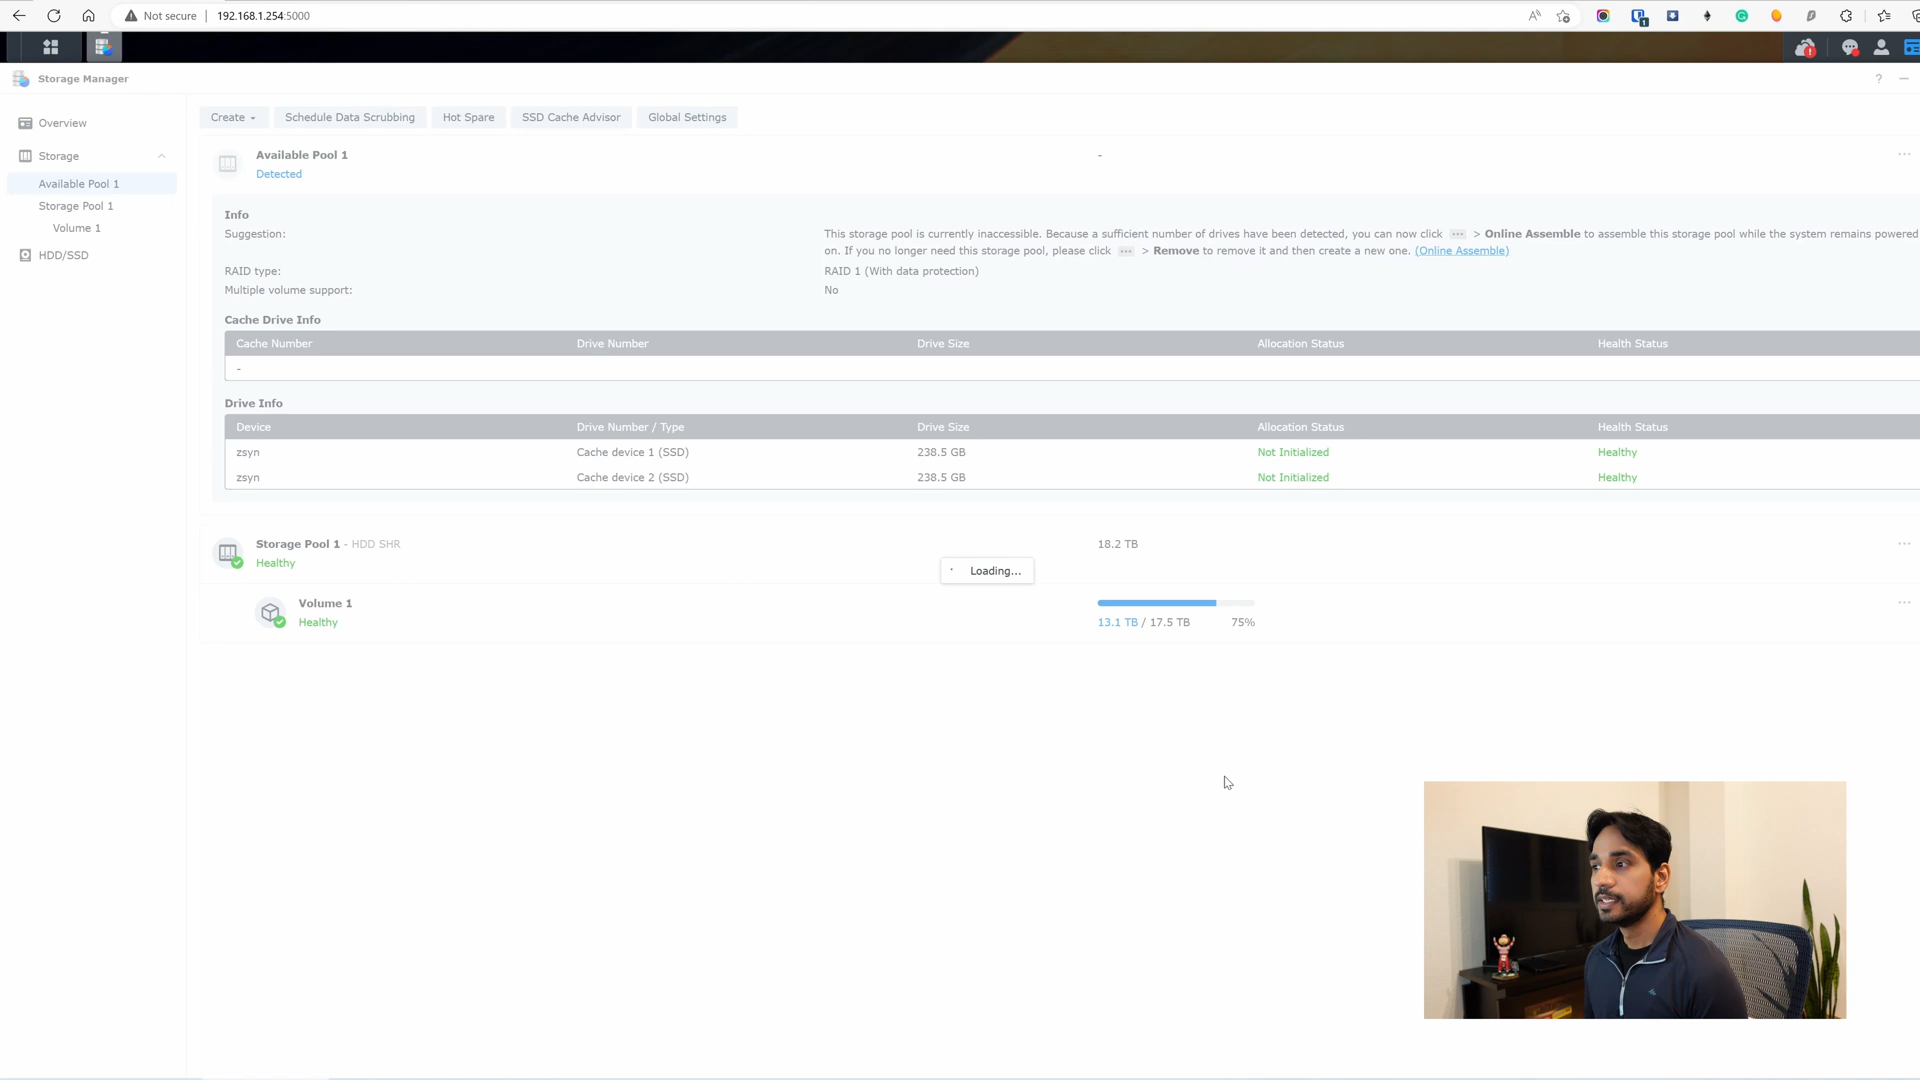 Not secure
192.168.1.254:5000
Storage Manager
?
Overview
Storage
Available Pool 1
Storage Pool 1
Volume 1
HDD/SSD
Create
Schedule Data Scrubbing
Hot Spare
SSD Cache Advisor
Global Settings
Available Pool 1
-
Detected
Info
Suggestion:
This storage pool is currently inaccessible. Because a sufficient number of drives have been detected, you can now click ··· > Online Assemble to assemble this storage pool while the system remains powered
on. If you no longer need this storage pool, please click ··· > Remove to remove it and then create a new one. (Online Assemble)
RAID type:
RAID 1 (With data protection)
Multiple volume support:
No
Cache Drive Info
Cache Number Drive Number Drive Size Allocation Status Health Status
-
Drive Info
Device Drive Number / Type Drive Size Allocation Status Health Status
zsyn Cache device 1 (SSD) 238.5 GB Not Initialized Healthy
zsyn Cache device 2 (SSD) 238.5 GB Not Initialized Healthy
Storage Pool 1 - HDD SHR
18.2 TB
Healthy
Loading...
Volume 1
Healthy
13.1 TB / 17.5 TB 75%